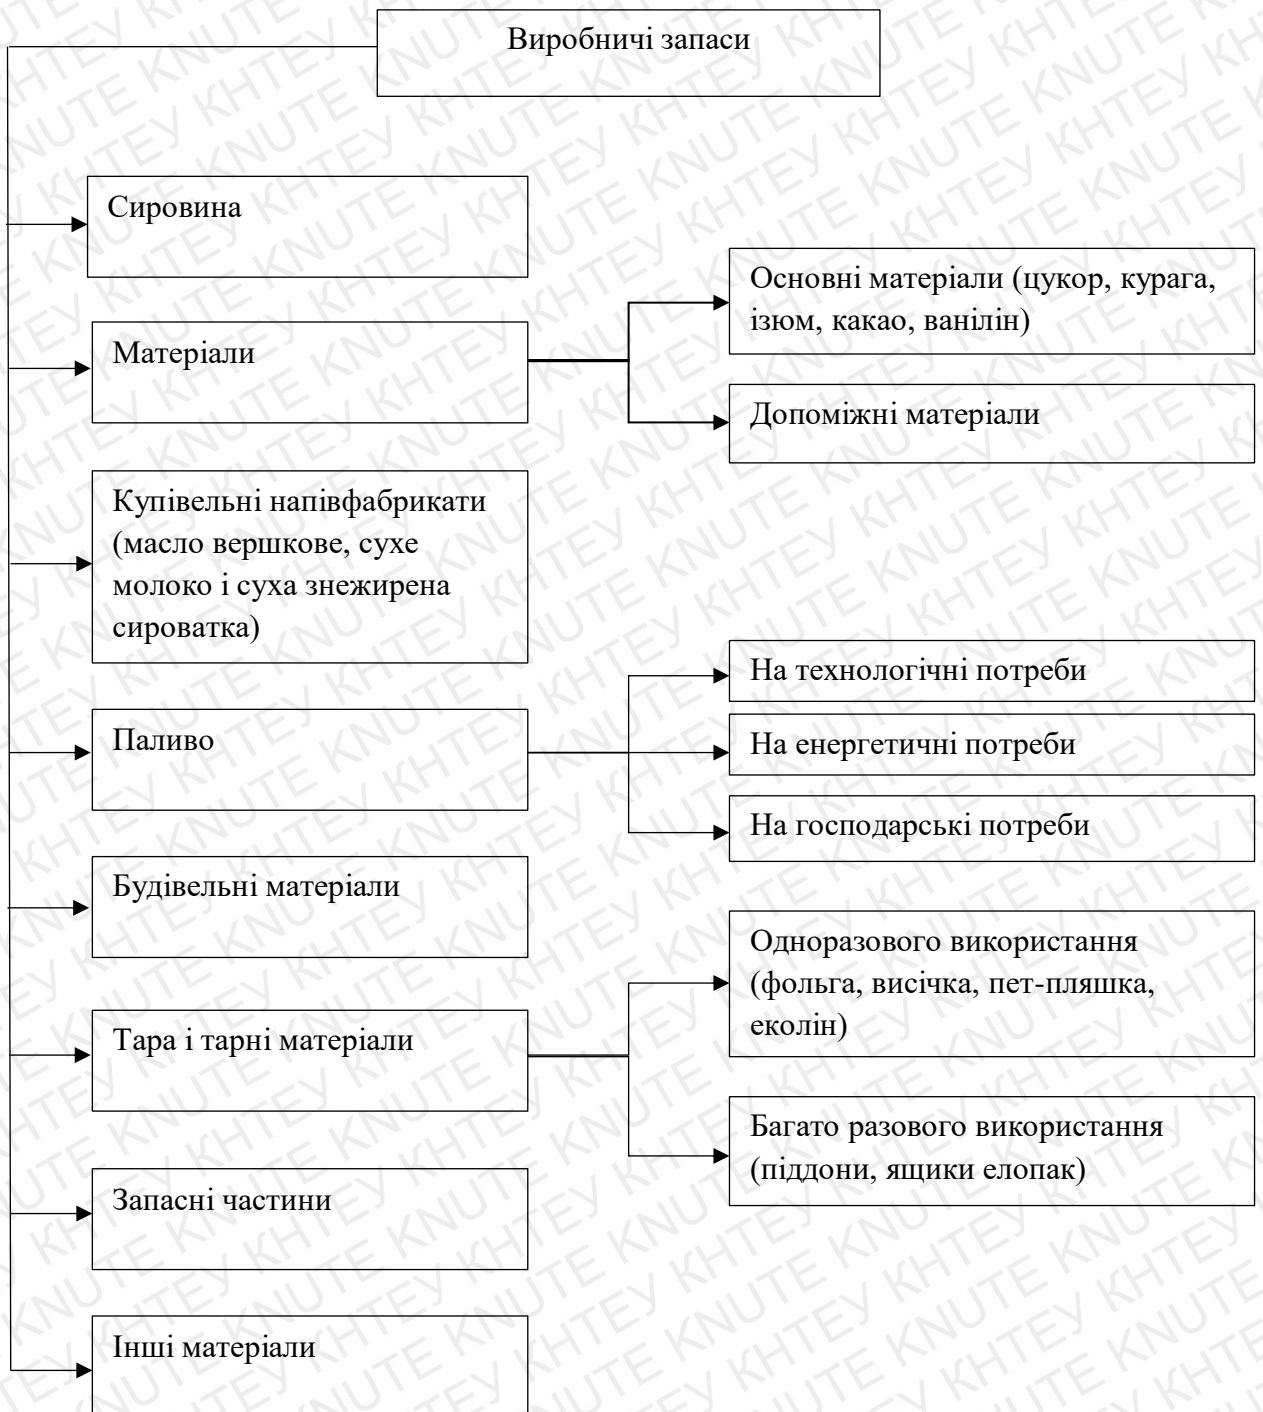 Виробничі запаси
Сировина
Матеріали
Основні матеріали (цукор, курага,
ізюм, какао, ванілін)
Допоміжні матеріали
Купівельні напівфабрикати
(масло вершкове, сухе
молоко і суха знежирена
сироватка)
Паливо
На технологічні потреби
На енергетичні потреби
На господарські потреби
Будівельні матеріали
Тара і тарні матеріали
Одноразового використання
(фольга, висічка, пет-пляшка,
еколін)
Багато разового використання
(піддони, ящики елопак)
Запасні частини
Інші матеріали
KNUTE КНТЕУ